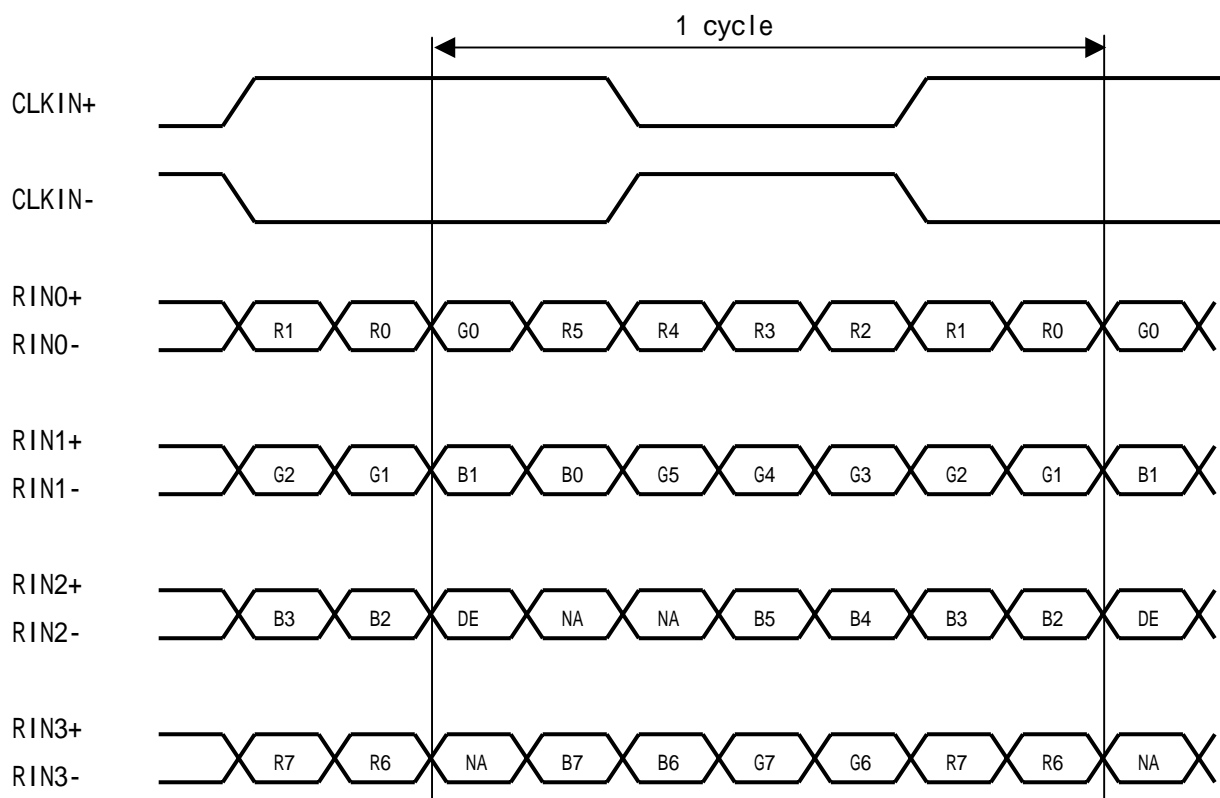 1 cycle
CLKIN+
CLKIN-
RIN0+
RIN0-
R1 R0 G0 R5 R4 R3 R2 R1 R0 G0
RIN1+
RIN1-
G2 G1 B1 B0 G5 G4 G3 G2 G1 B1
RIN2+
RIN2-
B3 B2 DE NA NA B5 B4 B3 B2 DE
RIN3+
RIN3-
R7 R6 NA B7 B6 G7 G6 R7 R6 NA